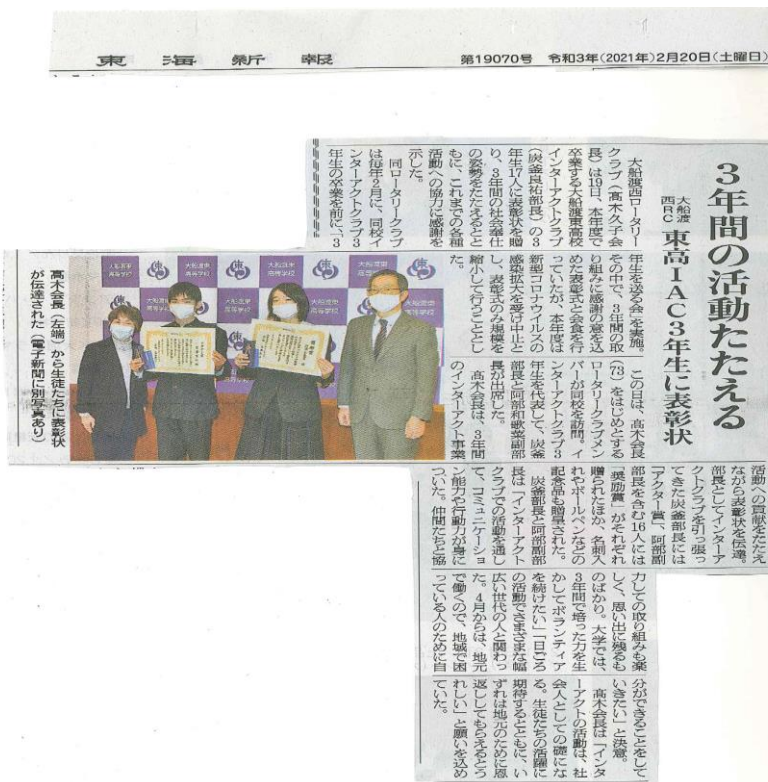 東海新報
第19070号 令和3年(2021年)2月20日(土曜日)
3年間の活動たたえる
大船渡西RC
東高IAC3年生に表彰状
大船渡西ロータリー
クラブ(高木久子会
長)は19日、本年度で
卒業する大船渡東高校
インターアクトクラブ
(炭釜良祐部長)の3
年生17人に表彰状を贈
り、3年間の社会奉仕
の姿勢をたたえるとと
もに、これまでの各種
活動への協力に感謝を
示した。
同ロータリークラブ
は毎年2月に、同校イ
ンターアクトクラブ3
年生の卒業を前に、「3
年生を送る会」を実施。
その中で、3年間の取
り組みに感謝の意を込
めた表彰式と会食を行
っていたが、本年度は
新型コロナウイルスの
感染拡大を受け中止と
し、表彰式のみ規模を
縮小して行うこととし
た。
この日は、高木会長
(73)をはじめとする
ロータリークラブメン
バーが同校を訪問。イ
ンターアクトクラブ3
年生を代表して、炭釜
部長と阿部和歌菜副部
長が出席した。
高木会長は、3年間
のインターアクト事業
活動への貢献をたたえ
ながら表彰状を伝達。
部長としてインターア
クトクラブを引っ張っ
てきた炭釜部長には
「アクター賞」、阿部副
部長を含む16人には
「奨励賞」がそれぞれ
贈られたほか、名刺入
れやボールペンなどの
記念品も贈呈された。
炭釜部長と阿部副部
長は「インターアクト
クラブでの活動を通し
て、コミュニケーショ
ン能力や行動力が身に
ついた。仲間たちと協
力しての取り組みも楽
しく、思い出に残るも
のばかり。大学では、
3年間で培った力を生
かしてボランティア
を続けたい」「日ごろ
の活動でさまざまな幅
広い世代の人と関わっ
た。4月からは、地元
で働くので、地域で困
っている人のために自
分ができることをして
いきたい」と決意。
高木会長は「インタ
ーアクトの活動は、社
会人としての礎にな
る。生徒たちの活躍に
期待するとともに、い
ずれは地元のために恩
返ししてもらえるとう
れしい」と願いを込め
ていた。
大船渡東
高等学校
高木会長(左端)から生徒たちに表彰状
が伝達された(電子新聞に別写真あり)